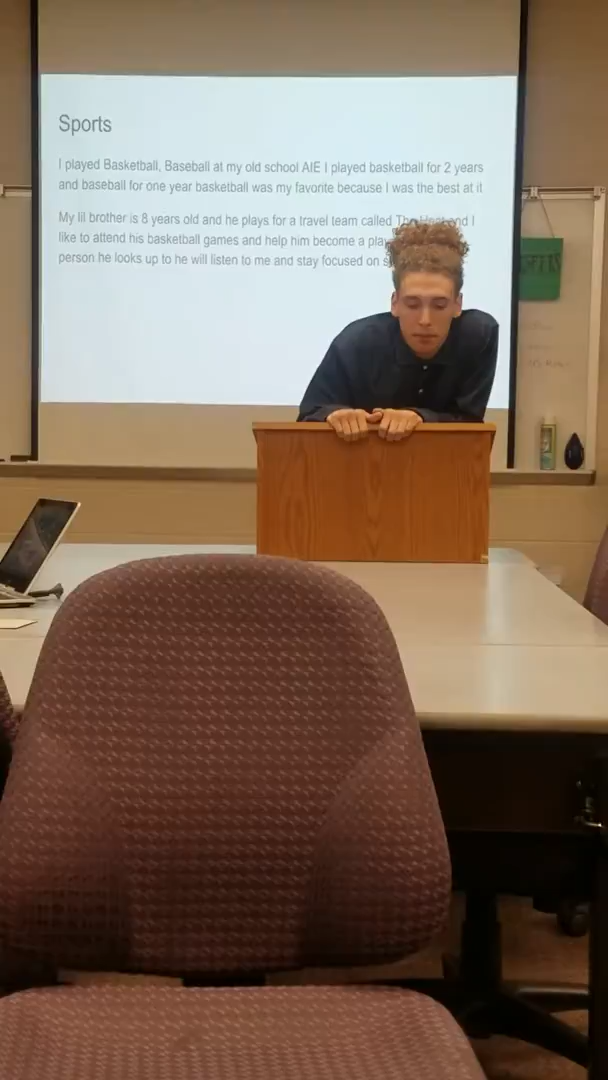 Sports
I played Basketball, Baseball at my old school AIE I played basketball for 2 years
and baseball for one year basketball was my favorite because I was the best at it
My lil brother is 8 years old and he plays for a travel team called The Heat and I
like to attend his basketball games and help him become a
person he looks up to he will listen to me and stay focused on